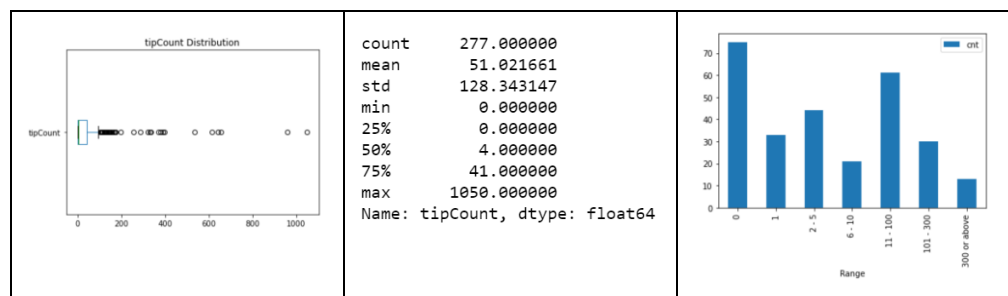 tipCount Distribution
tipCount
0 200 400 600 800 1000
count 277.000000
mean 51.021661
std 128.343147
min 0.000000
25% 0.000000
50% 4.000000
75% 41.000000
max 1050.000000
Name: tipCount, dtype: float64
cnt
70
60
50
40
30
20
10
0
0 1 2 - 5 6 - 10 11 - 100 101 - 300 300 or above
Range